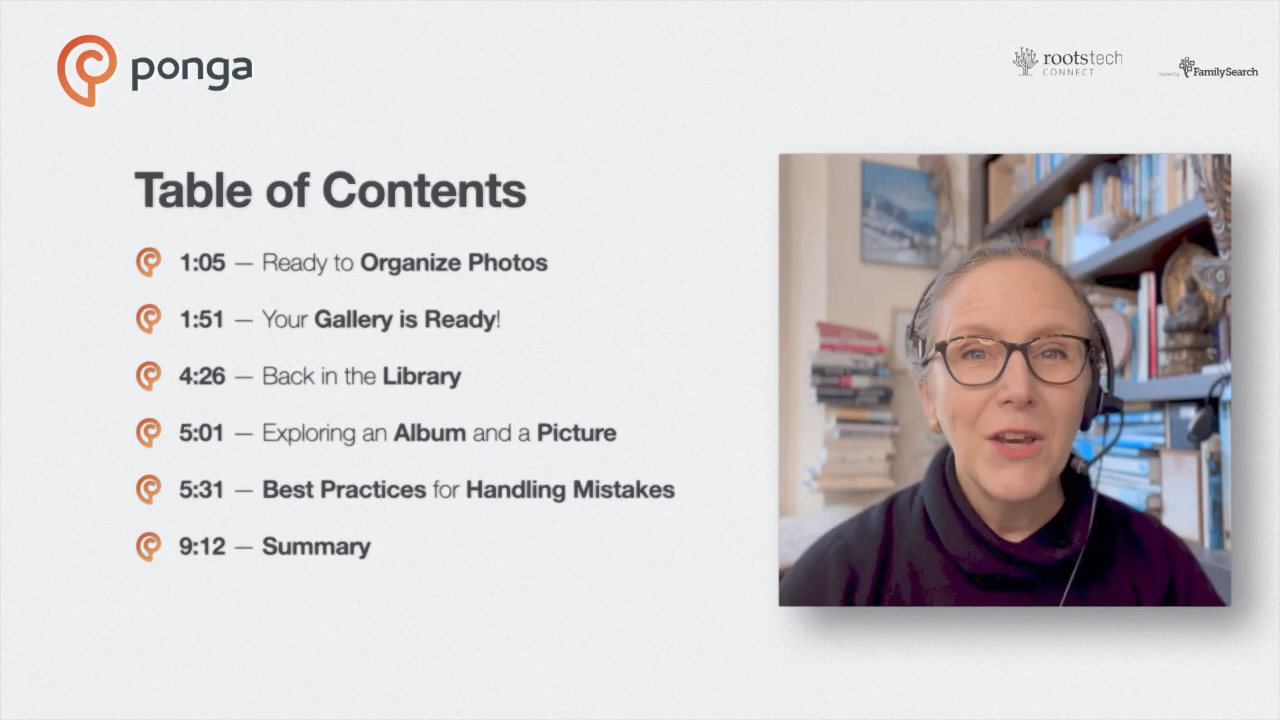 ponga
rootstech
CONNECT
FamilySearch
Table of Contents
1:05 — Ready to Organize Photos
1:51 — Your Gallery is Ready!
4:26 — Back in the Library
5:01 — Exploring an Album and a Picture
5:31 — Best Practices for Handling Mistakes
9:12 — Summary